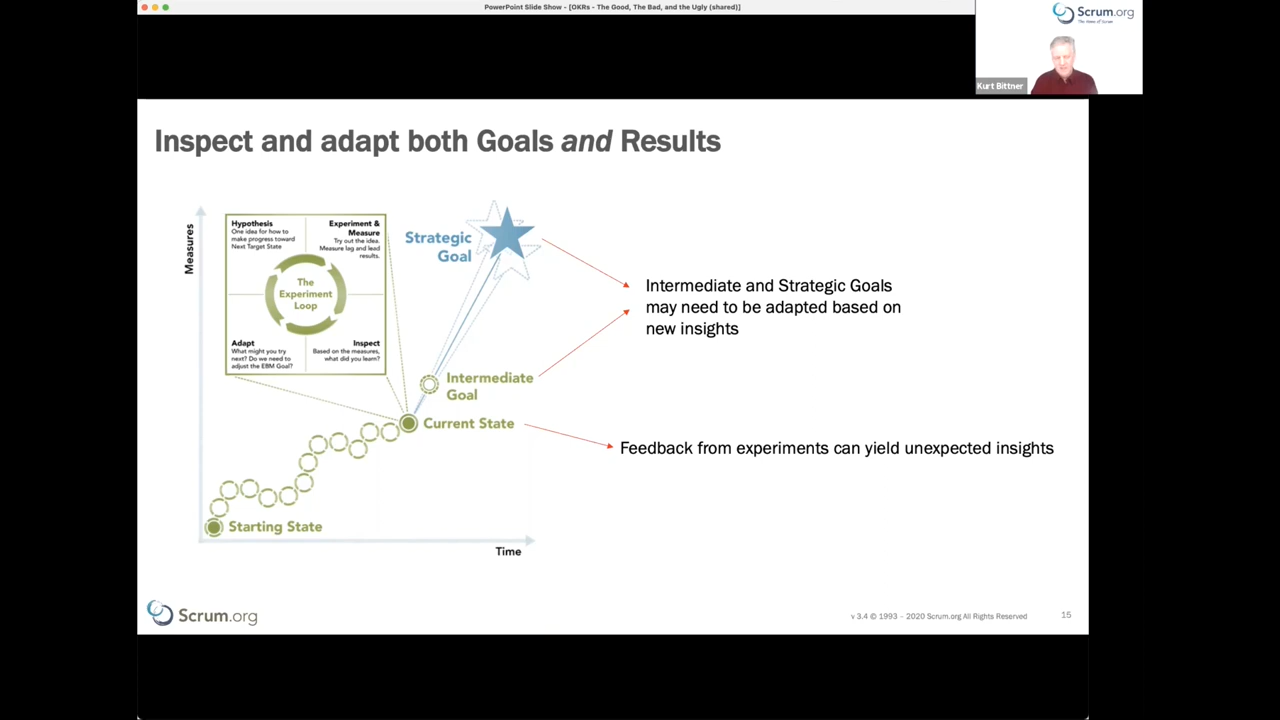 PowerPoint Slide Show - [OKRs - The Good, The Bad, and the Ugly (shared)]
Scrum.org
The Home of Scrum
Kurt Bittner
Inspect and adapt both Goals and Results
Measures
Hypothesis
One idea for how to
make progress toward
Next Target State
Experiment &
Measure
Try out the idea.
Measure lag and lead
results.
The
Experiment
Loop
Adapt
What might you try
next? Do we need to
adjust the EBM Goal?
Inspect
Based on the measures,
what did you learn?
Strategic
Goal
Intermediate and Strategic Goals
may need to be adapted based on
new insights
Intermediate
Goal
Current State
Feedback from experiments can yield unexpected insights
Starting State
Time
Scrum.org
v 3.4 © 1993 – 2020 Scrum.org All Rights Reserved
15